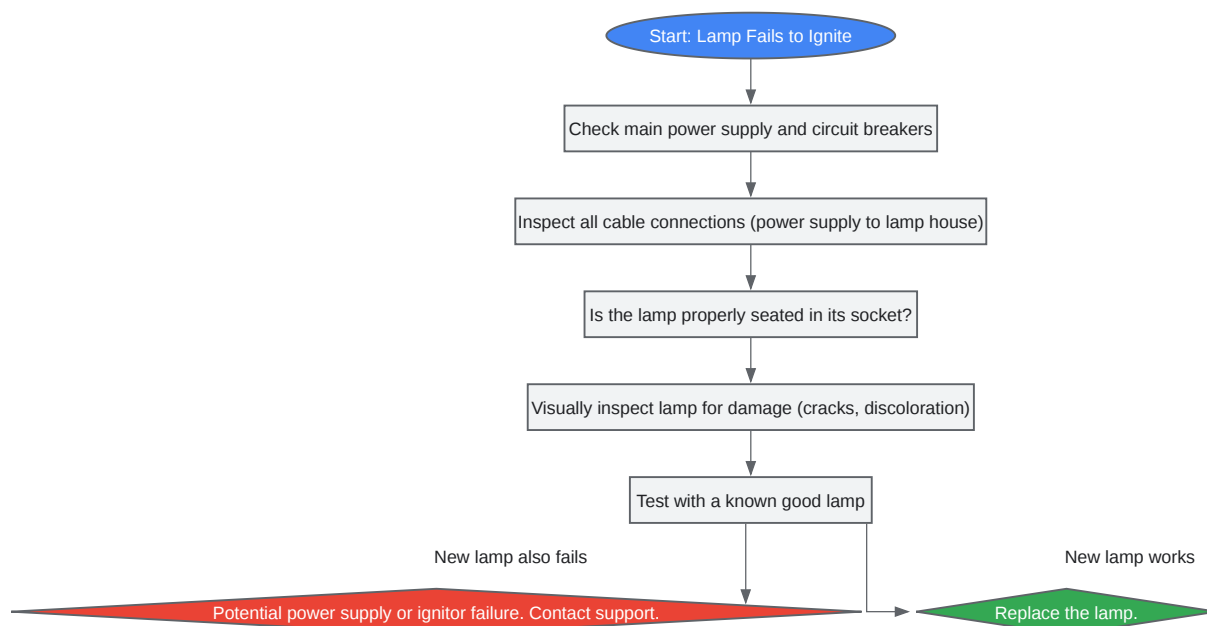 Start: Lamp Fails to Ignite
Check main power supply and circuit breakers
Inspect all cable connections (power supply to lamp house)
Is the lamp properly seated in its socket?
Visually inspect lamp for damage (cracks, discoloration)
Test with a known good lamp
New lamp also fails
New lamp works
Potential power supply or ignitor failure. Contact support.
Replace the lamp.